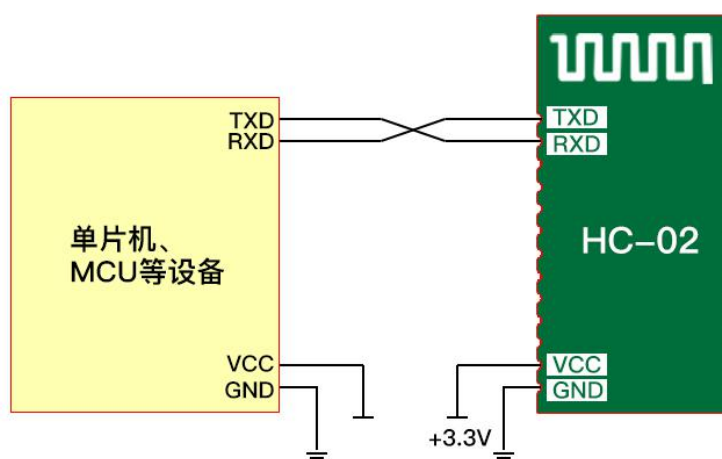 TXD
RXD
单片机、
MCU等设备
VCC
GND
TXD
RXD
HC-02
VCC
GND
+3.3V